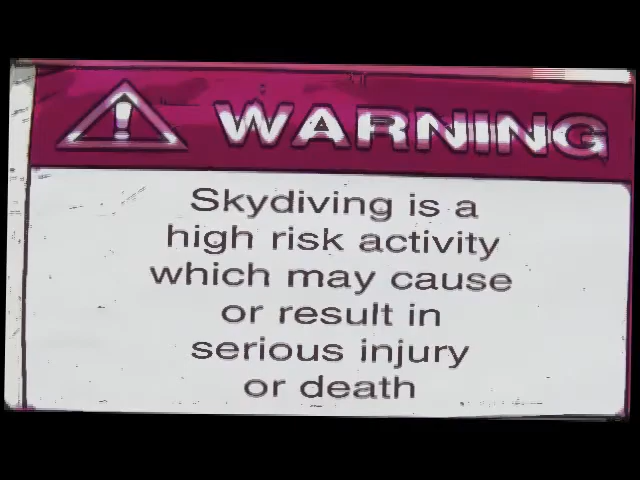 WARNING
Skydiving is a
high risk activity
which may cause
or result in
serious injury
or death